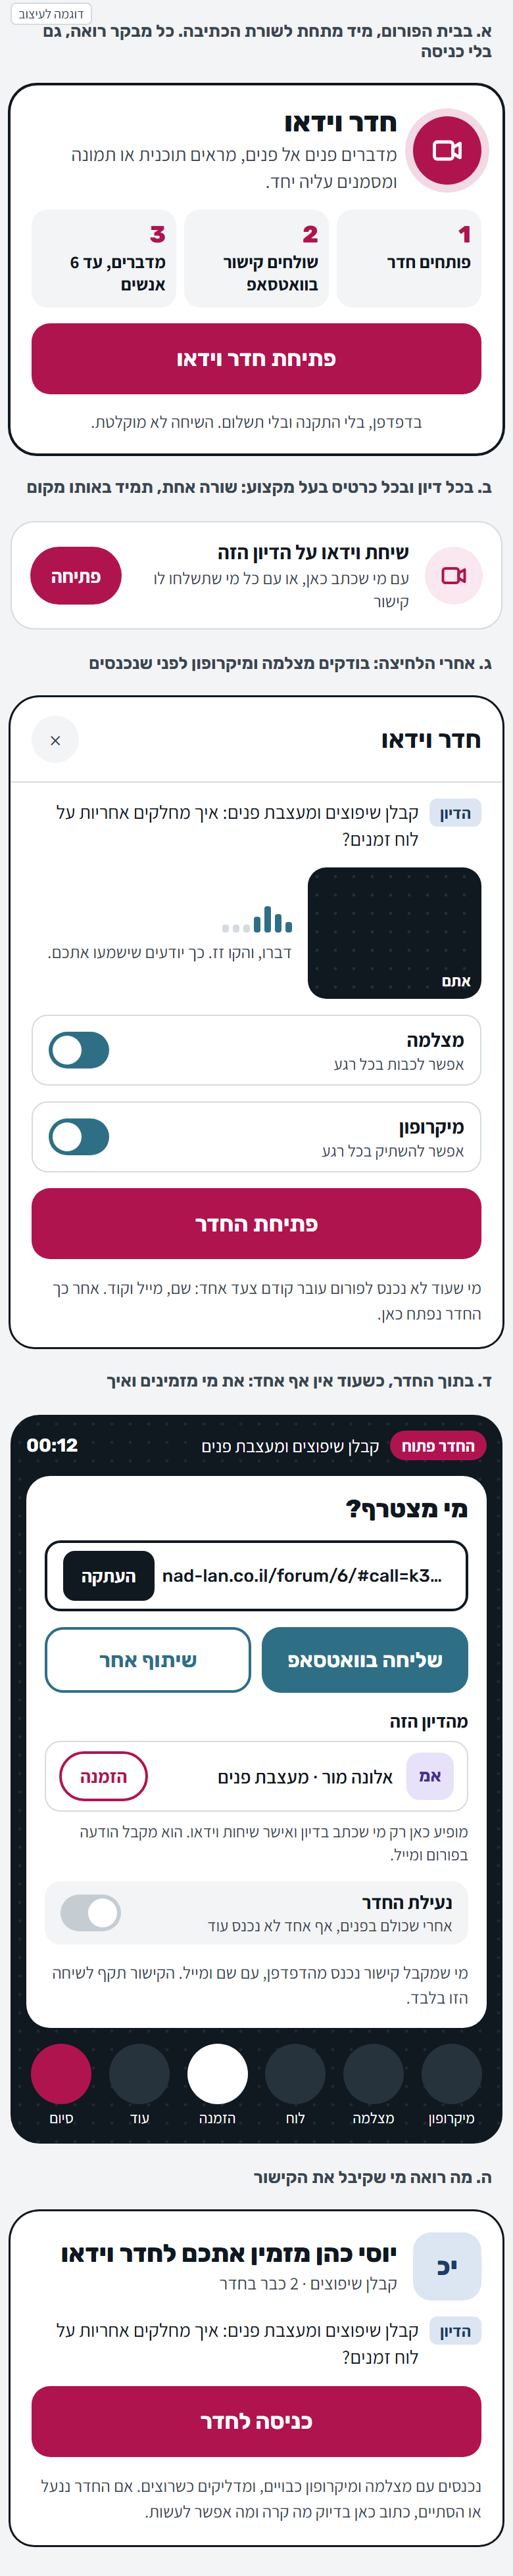 דוגמה לעיצוב
א. בבית הפורום, מיד מתחת לשורת הכתיבה. כל מבקר רואה, גם
בלי כניסה
חדר וידאו
מדברים פנים אל פנים, מראים תוכנית או תמונה
ומסמנים עליה יחד.
1
פותחים חדר
2
שולחים קישור
בוואטסאפ
3
מדברים, עד 6
אנשים
פתיחת חדר וידאו
בדפדפן, בלי התקנה ובלי תשלום. השיחה לא מוקלטת.
ב. בכל דיון ובכל כרטיס בעל מקצוע: שורה אחת, תמיד באותו מקום
שיחת וידאו על הדיון הזה
עם מי שכתב כאן, או עם כל מי שתשלחו לו
קישור
פתיחה
ג. אחרי הלחיצה: בודקים מצלמה ומיקרופון לפני שנכנסים
חדר וידאו
×
הדיון
קבלן שיפוצים ומעצבת פנים: איך מחלקים אחריות על
לוח זמנים?
אתם
דברו, והקו זז. כך יודעים שישמעו אתכם.
מצלמה
אפשר לכבות בכל רגע
מיקרופון
אפשר להשתיק בכל רגע
פתיחת החדר
מי שעוד לא נכנס לפורום עובר קודם צעד אחד: שם, מייל וקוד. אחר כך
החדר נפתח כאן.
ד. בתוך החדר, כשעוד אין אף אחד: את מי מזמינים ואיך
החדר פתוח
קבלן שיפוצים ומעצבת פנים
00:12
מי מצטרף?
nad-lan.co.il/forum/6/#call=k3...
העתקה
שליחה בוואטסאפ
שיתוף אחר
מהדיון הזה
אמ
אלונה מור · מעצבת פנים
הזמנה
מופיע כאן רק מי שכתב בדיון ואישר שיחות וידאו. הוא מקבל הודעה
בפורום ומייל.
נעילת החדר
אחרי שכולם בפנים, אף אחד לא נכנס עוד
מי שמקבל קישור נכנס מהדפדפן, עם שם ומייל. הקישור תקף לשיחה
הזו בלבד.
מיקרופון
מצלמה
לוח
הזמנה
עוד
סיום
ה. מה רואה מי שקיבל את הקישור
יכ
יוסי כהן מזמין אתכם לחדר וידאו
קבלן שיפוצים · 2 כבר בחדר
הדיון
קבלן שיפוצים ומעצבת פנים: איך מחלקים אחריות על
לוח זמנים?
כניסה לחדר
נכנסים עם מצלמה ומיקרופון כבויים, ומדליקים כשרוצים. אם החדר ננעל
או הסתיים, כתוב כאן בדיוק מה קרה ומה אפשר לעשות.